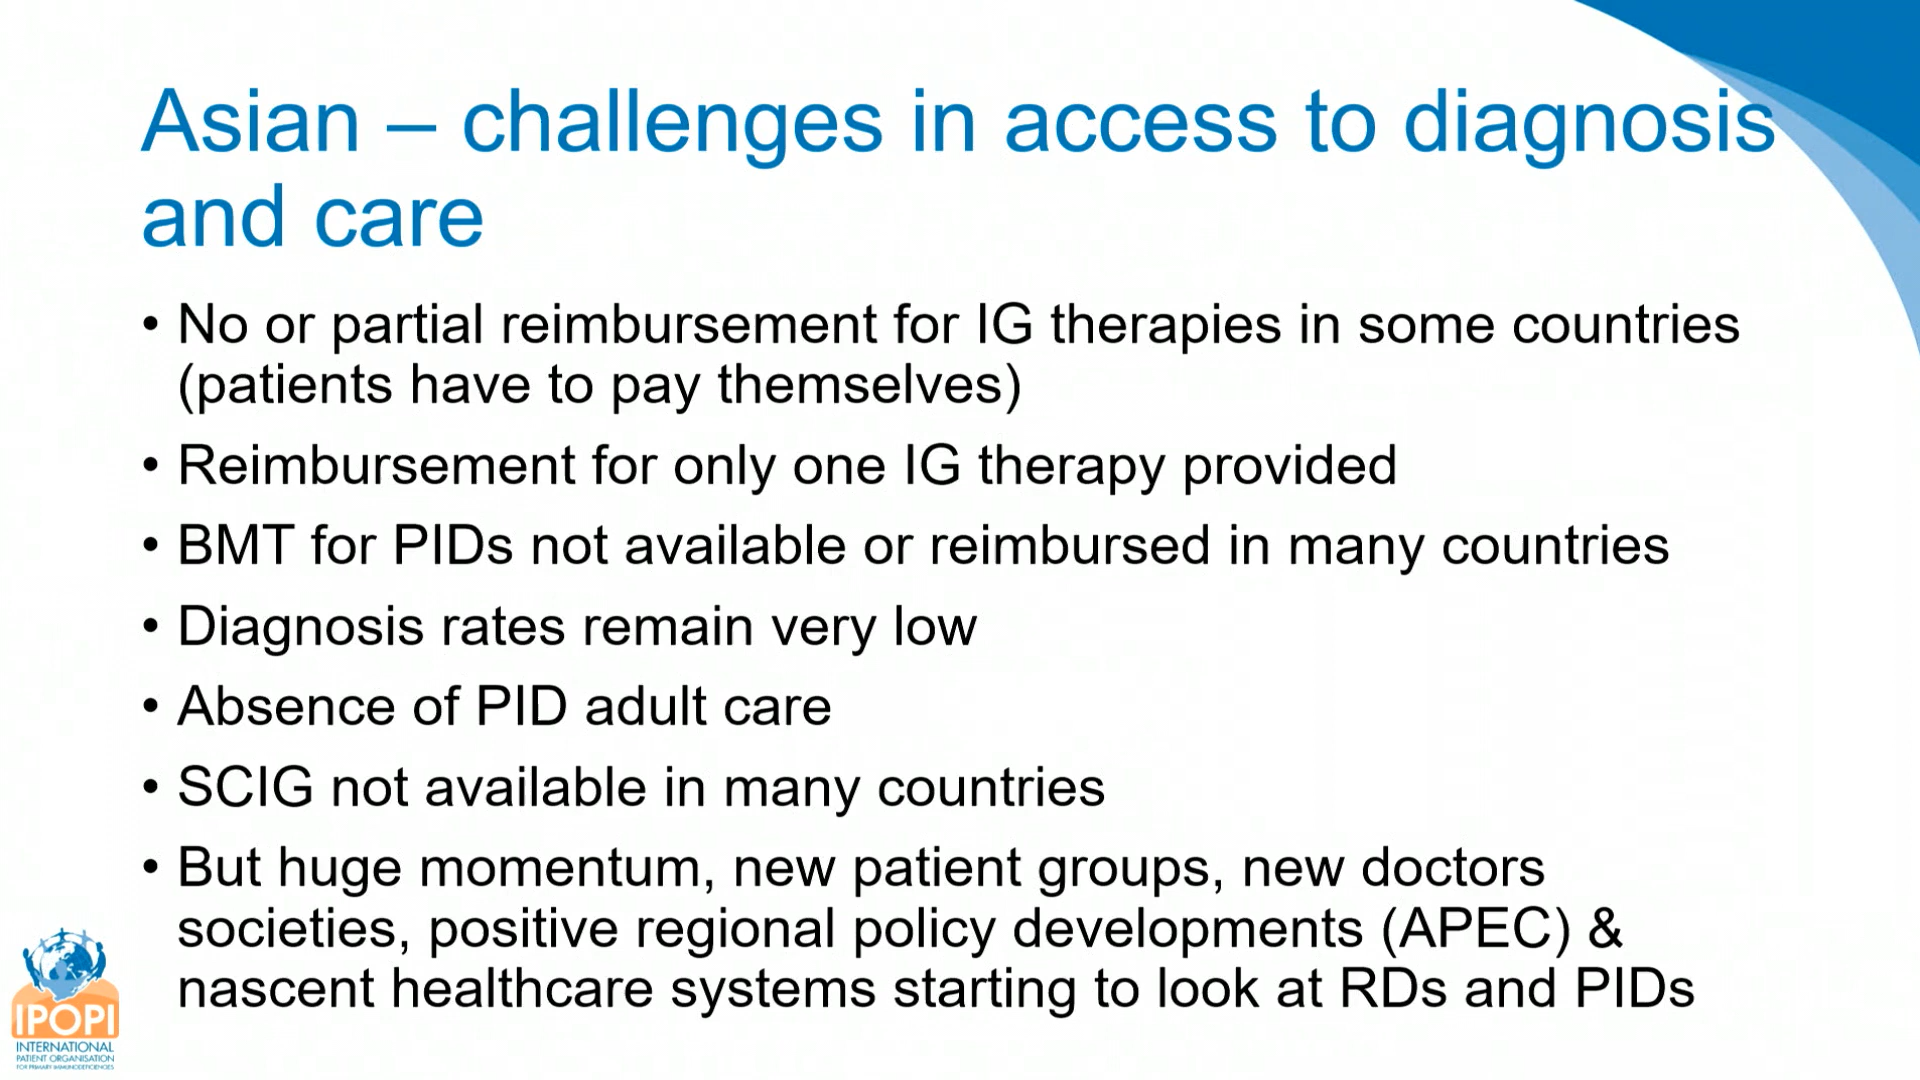 Asian – challenges in access to diagnosis
and care
• No or partial reimbursement for IG therapies in some countries
(patients have to pay themselves)
• Reimbursement for only one IG therapy provided
• BMT for PIDs not available or reimbursed in many countries
• Diagnosis rates remain very low
• Absence of PID adult care
• SCIG not available in many countries
• But huge momentum, new patient groups, new doctors
societies, positive regional policy developments (APEC) &
nascent healthcare systems starting to look at RDs and PIDs
IPOPI
INTERNATIONAL
PATIENT ORGANISATION
FOR PRIMARY IMMUNODEFICIENCIES